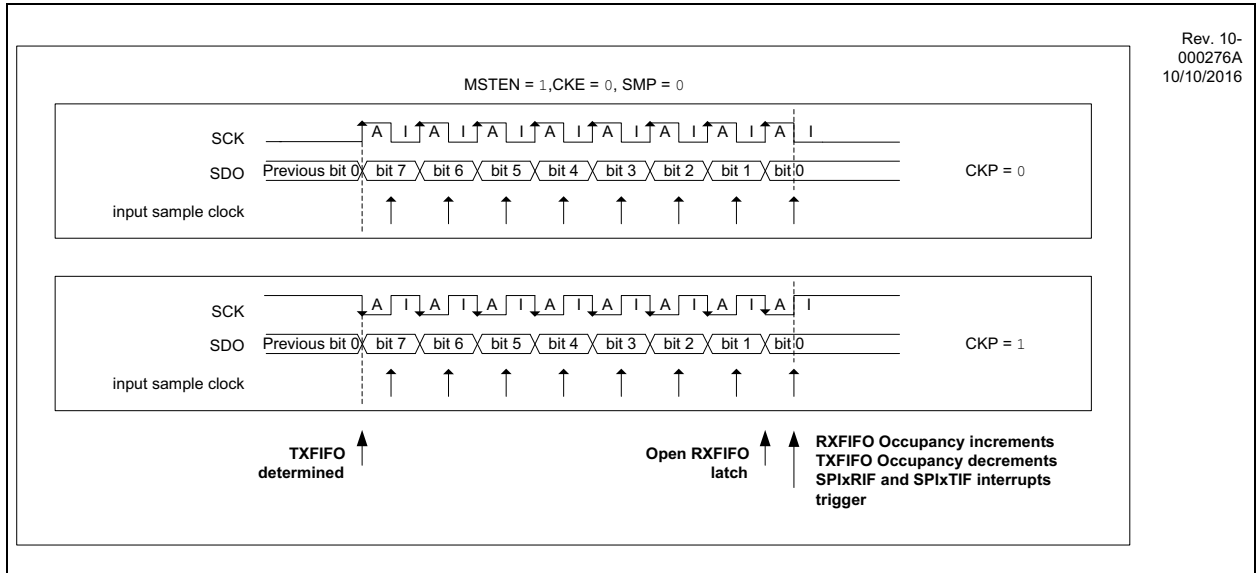 Rev. 10-
000276A
10/10/2016
MSTEN = 1,CKE = 0, SMP = 0
SCK A I A I A I A I A I A I A I A I
SDO Previous bit 0 bit 7 bit 6 bit 5 bit 4 bit 3 bit 2 bit 1 bit 0 CKP = 0
input sample clock
SCK A I A I A I A I A I A I A I A I
SDO Previous bit 0 bit 7 bit 6 bit 5 bit 4 bit 3 bit 2 bit 1 bit 0 CKP = 1
input sample clock
TXFIFO
determined
Open RXFIFO
latch
RXFIFO Occupancy increments
TXFIFO Occupancy decrements
SPIxRIF and SPIxTIF interrupts
trigger